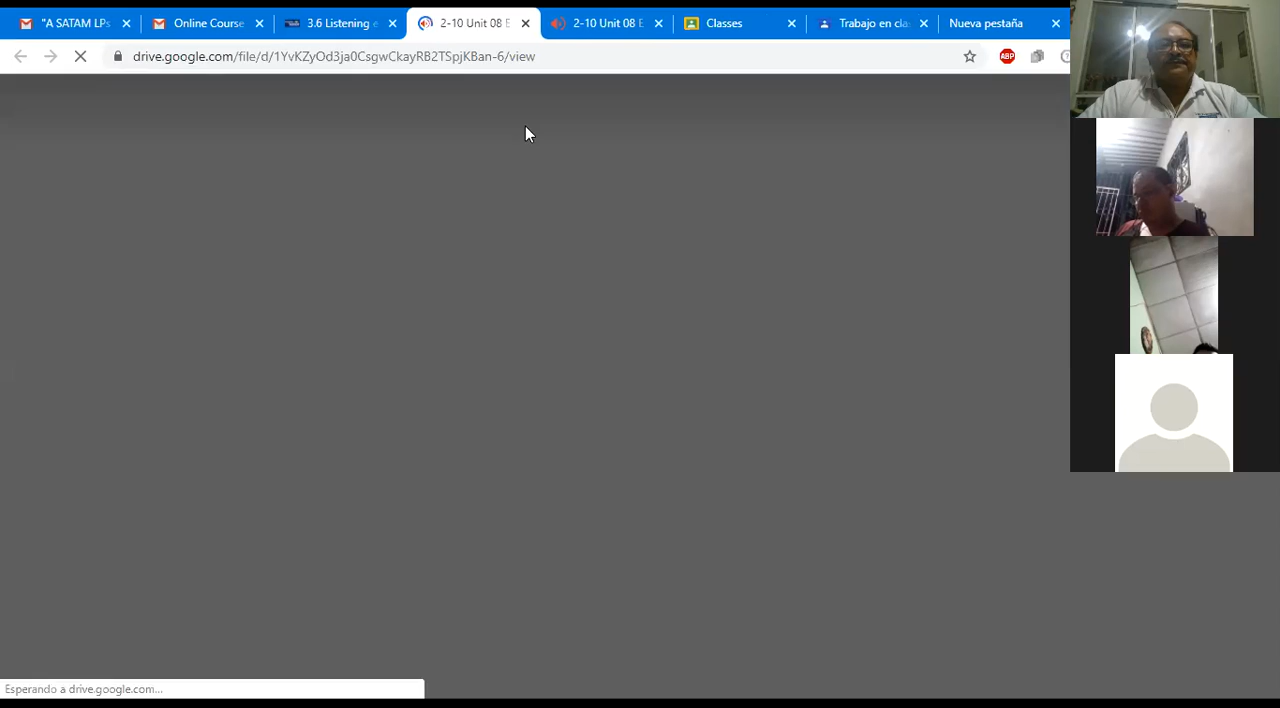 "A SATAM LPs
Online Course
3.6 Listening e
2-10 Unit 08 E
2-10 Unit 08 E
Classes
Trabajo en cla
Nueva pestaña
drive.google.com/file/d/1YvKZyOd3ja0CsgwCkayRB2TSpjKBan-6/view
ABP
Esperando a drive.google.com...